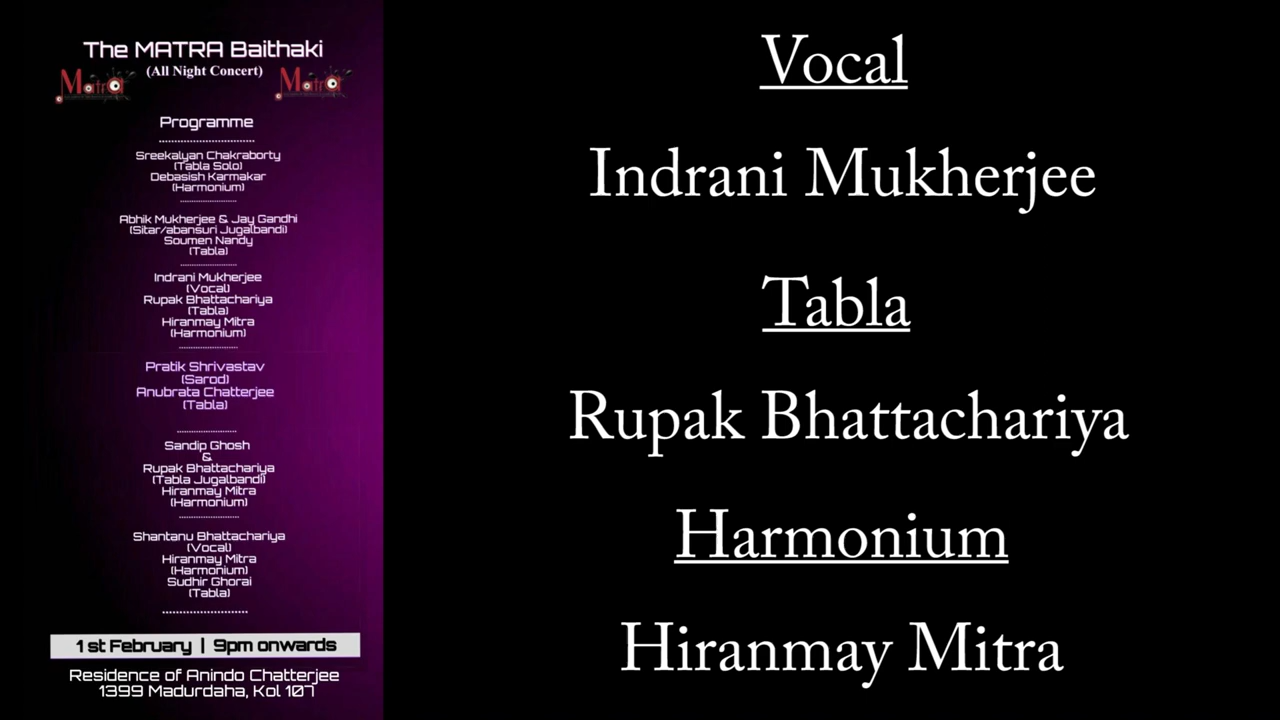 The MATRA Baithaki
(All Night Concert)
Matra
Matra
Programme
Sreekalyan Chakraborty
(Tabla Solo)
Debasish Karmakar
(Harmonium)
Abhik Mukherjee & Jay Gandhi
(Sitar/abansuri Jugalbandi)
Soumen Nandy
(Tabla)
Indrani Mukherjee
(Vocal)
Rupak Bhattachariya
(Tabla)
Hiranmay Mitra
(Harmonium)
Pratik Shrivastav
(Sarod)
Anubrata Chatterjee
(Tabla)
Sandip Ghosh
&
Rupak Bhattachariya
(Tabla Jugalbandi)
Hiranmay Mitra
(Harmonium)
Shantanu Bhattachariya
(Vocal)
Hiranmay Mitra
(Harmonium)
Sudhir Ghorai
(Tabla)
1 st February | 9pm onwards
Residence of Anindo Chatterjee
1399 Madurdaha, Kol 107
Vocal
Indrani Mukherjee
Tabla
Rupak Bhattachariya
Harmonium
Hiranmay Mitra